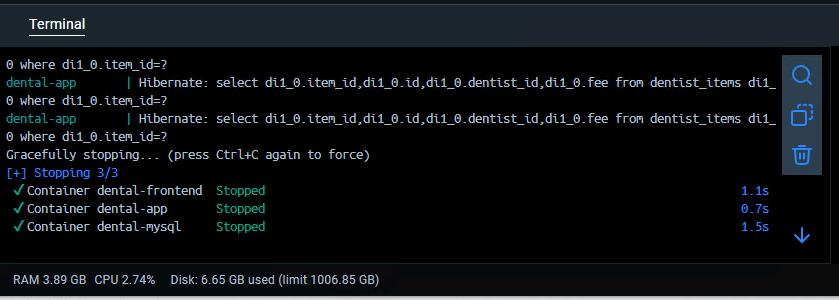 Terminal
0 where di1_0.item_id=?
dental-app | Hibernate: select di1_0.item_id,di1_0.id,di1_0.dentist_id,di1_0.fee from dentist_items di1_
0 where di1_0.item_id=?
dental-app | Hibernate: select di1_0.item_id,di1_0.id,di1_0.dentist_id,di1_0.fee from dentist_items di1_
0 where di1_0.item_id=?
Gracefully stopping... (press Ctrl+C again to force)
[+] Stopping 3/3
✓ Container dental-frontend Stopped 1.1s
✓ Container dental-app Stopped 0.7s
✓ Container dental-mysql Stopped 1.5s
RAM 3.89 GB CPU 2.74% Disk: 6.65 GB used (limit 1006.85 GB)